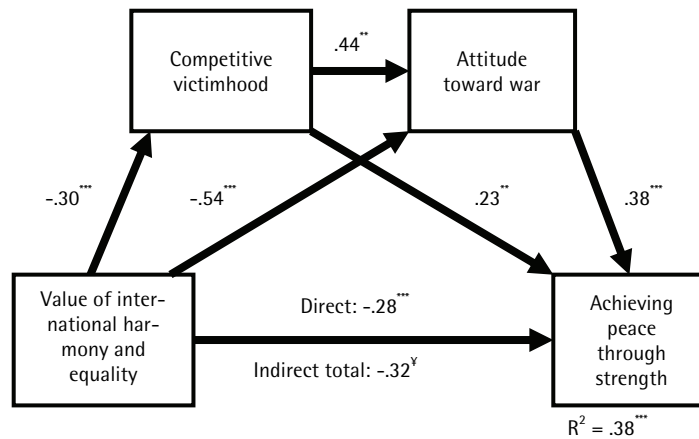 Competitive
victimhood
.44**
Attitude
toward war
-.30***
-.54***
.23**
.38***
Value of inter-
national har-
mony and
equality
Direct: -.28***
Indirect total: -.32¥
Achieving
peace
through
strength
R² = .38***